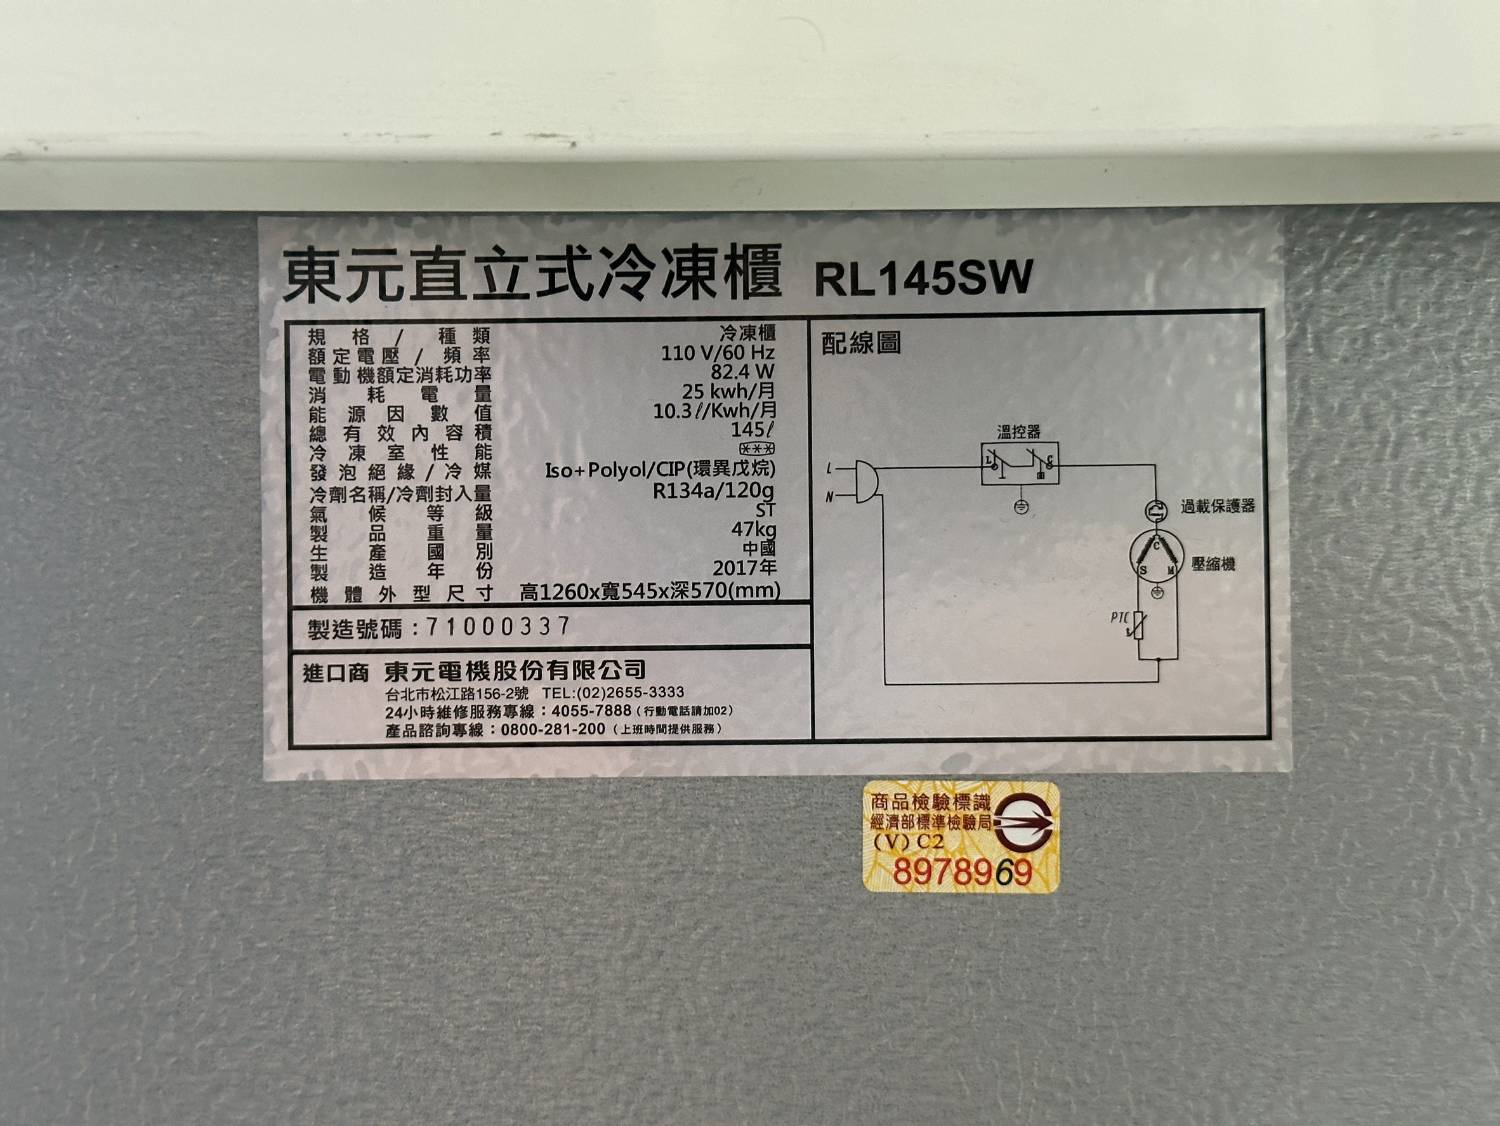 東元直立式冷凍櫃 RL145SW
規格/種類 冷凍櫃
額定電壓/頻率 110 V/60 Hz
電動機額定消耗功率 82.4 W
消耗電量 25 kwh/月
能源因數值 10.3ℓ/Kwh/月
總有效內容積 145ℓ
冷凍室性能 ***
發泡絕緣/冷媒 Iso+Polyol/CIP(環異戊烷)
冷劑名稱/冷劑封入量 R134a/120g
氣候等級 ST
製品重量 47kg
生產國別 中國
製造年份 2017年
機體外型尺寸 高1260x寬545x深570(mm)
製造號碼:71000337
進口商 東元電機股份有限公司
台北市松江路156-2號 TEL:(02)2655-3333
24小時維修服務專線:4055-7888(行動電話請加02)
產品諮詢專線:0800-281-200(上班時間提供服務)
配線圖
溫控器
L
N
L C
過載保護器
C
S M
壓縮機
PTC
商品檢驗標識
經濟部標準檢驗局
(V) C2
8978969